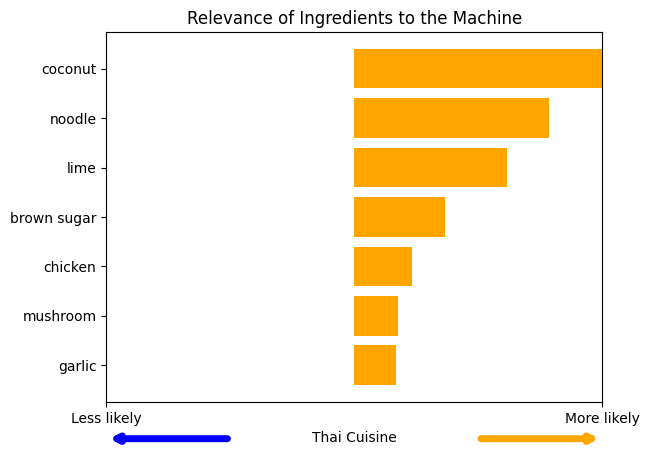 Relevance of Ingredients to the Machine
coconut
noodle
lime
brown sugar
chicken
mushroom
garlic
Less likely
More likely
Thai Cuisine